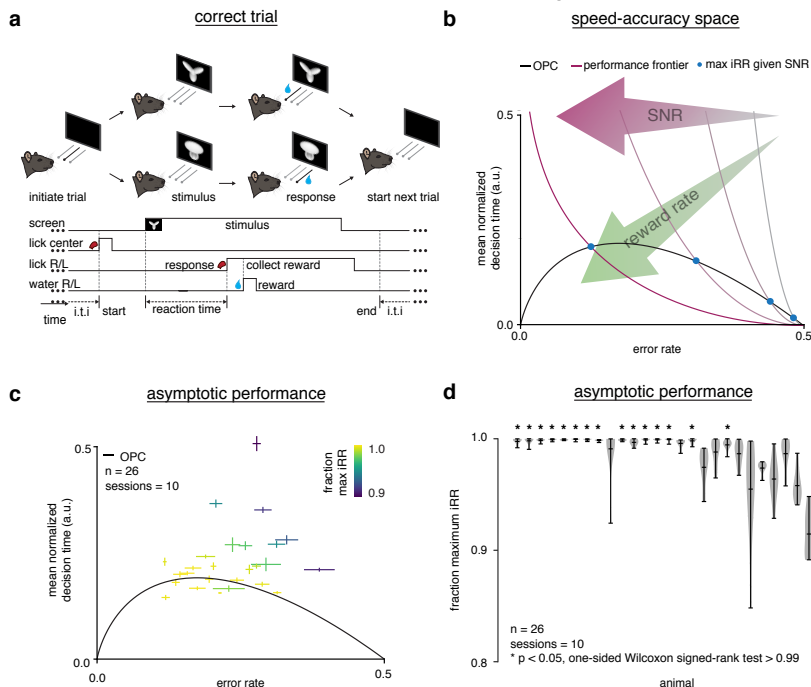 a
correct trial
initiate trial
stimulus
response
start next trial
screen
stimulus
lick center
lick R/L
response
collect reward
water R/L
reward
time
i.t.i
start
reaction time
end
i.t.i
b
speed-accuracy space
OPC
performance frontier
max iRR given SNR
0.5
SNR
reward rate
mean normalized
decision time (a.u.)
0.0
0.0
error rate
0.5
c
asymptotic performance
0.5
OPC
n = 26
sessions = 10
fraction
max iRR
1.0
0.9
mean normalized
decision time (a.u.)
0.0
0.0
error rate
0.5
d
asymptotic performance
* * * * * * * * * * * * * * *
1.0
fraction maximum iRR
0.9
0.8
n = 26
sessions = 10
* p < 0.05, one-sided Wilcoxon signed-rank test > 0.99
animal